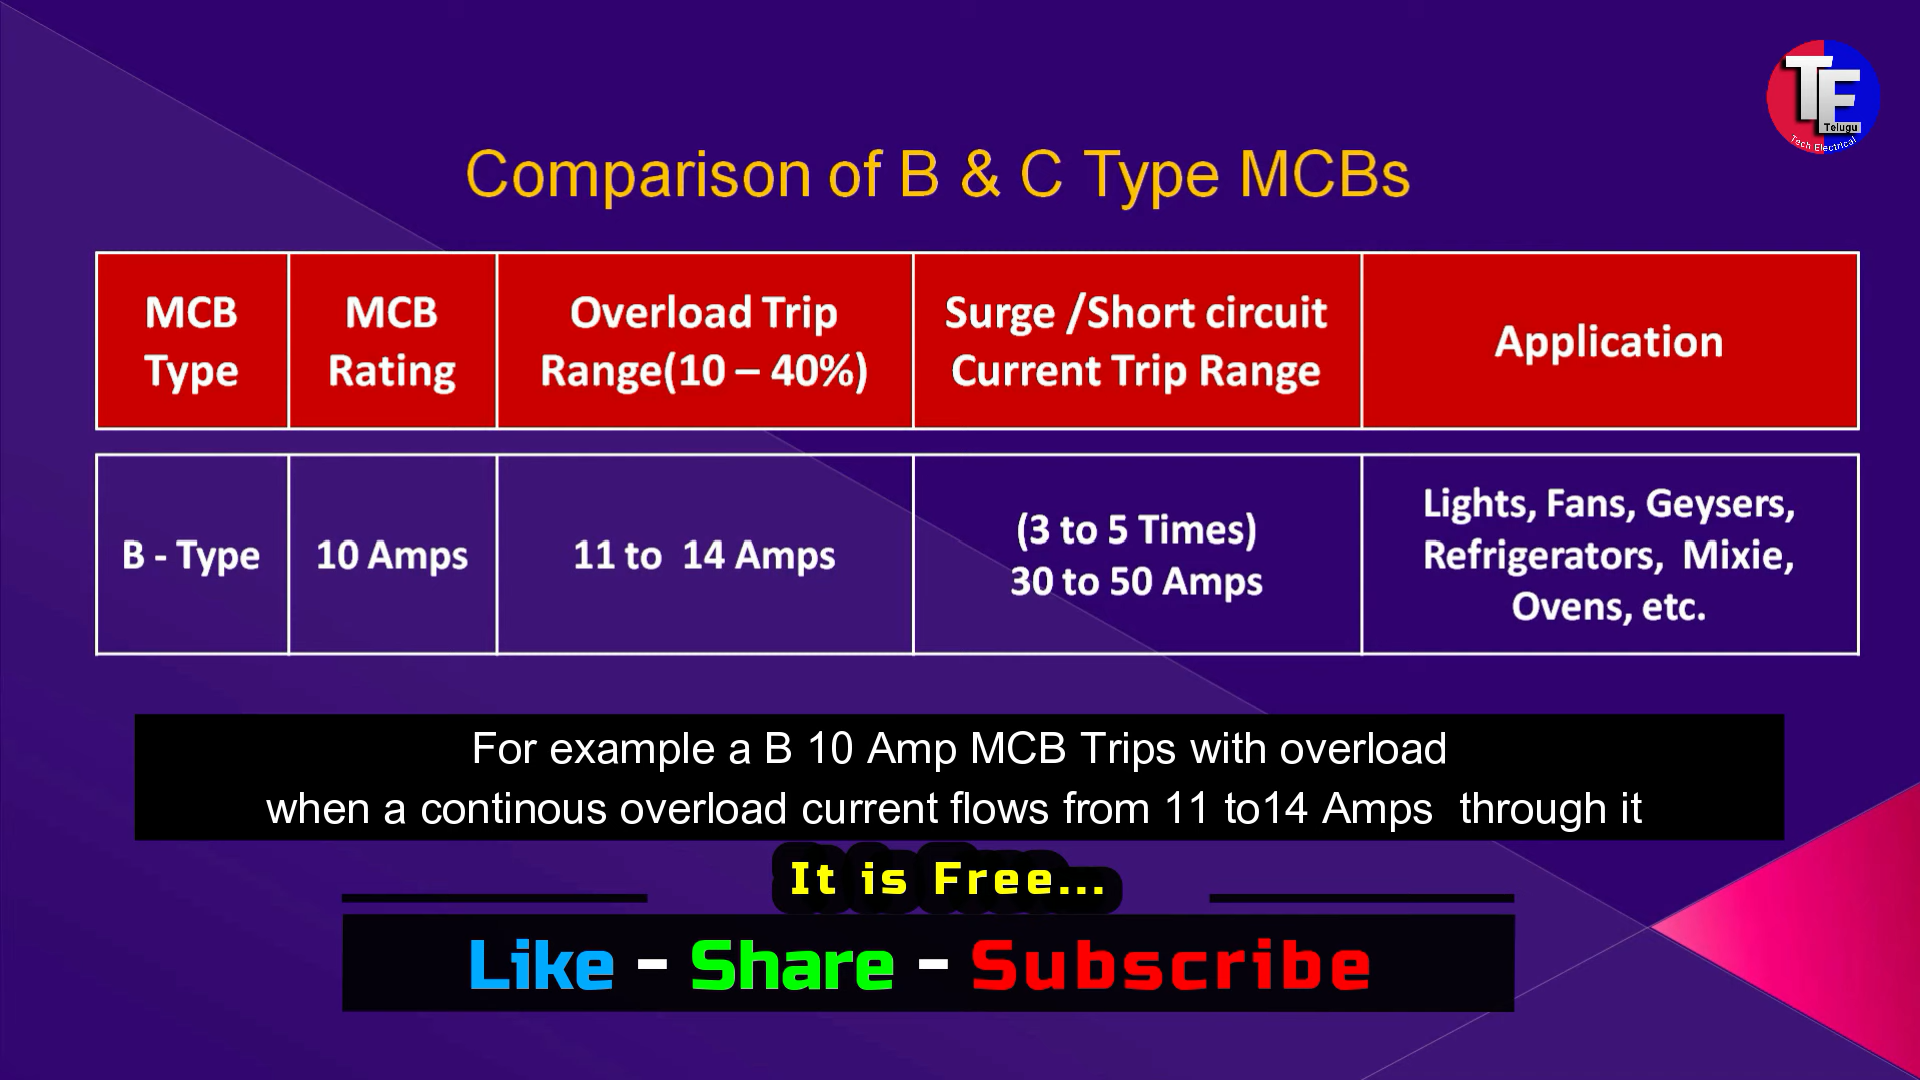 TE
Telugu
Tech Electrical
Comparison of B & C Type MCBs
MCB
Type
MCB
Rating
Overload Trip
Range(10 – 40%)
Surge /Short circuit
Current Trip Range
Application
B - Type
10 Amps
11 to  14 Amps
(3 to 5 Times)
30 to 50 Amps
Lights, Fans, Geysers,
Refrigerators,  Mixie,
Ovens, etc.
For example a B 10 Amp MCB Trips with overload
when a continous overload current flows from 11 to14 Amps  through it
It is Free...
Like - Share - Subscribe